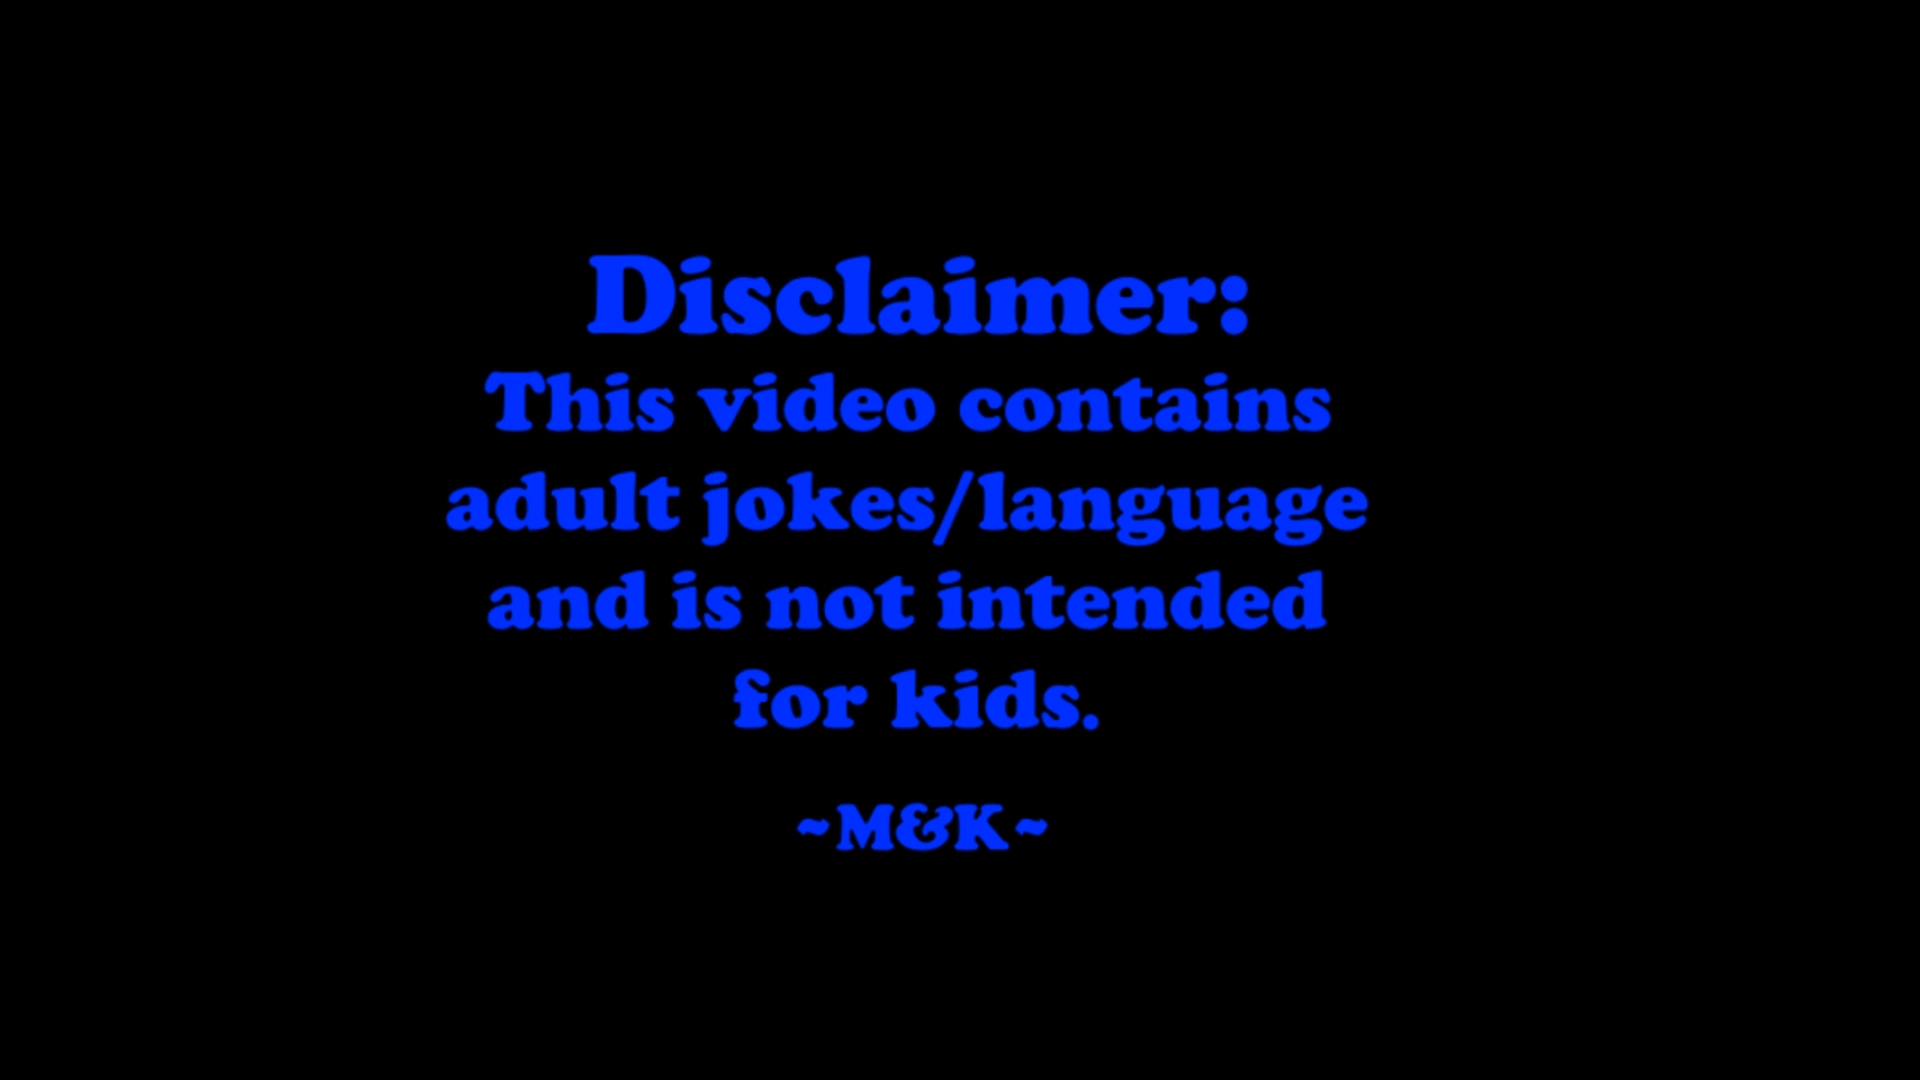 Disclaimer:
This video contains
adult jokes/language
and is not intended
for kids.
~M&K~